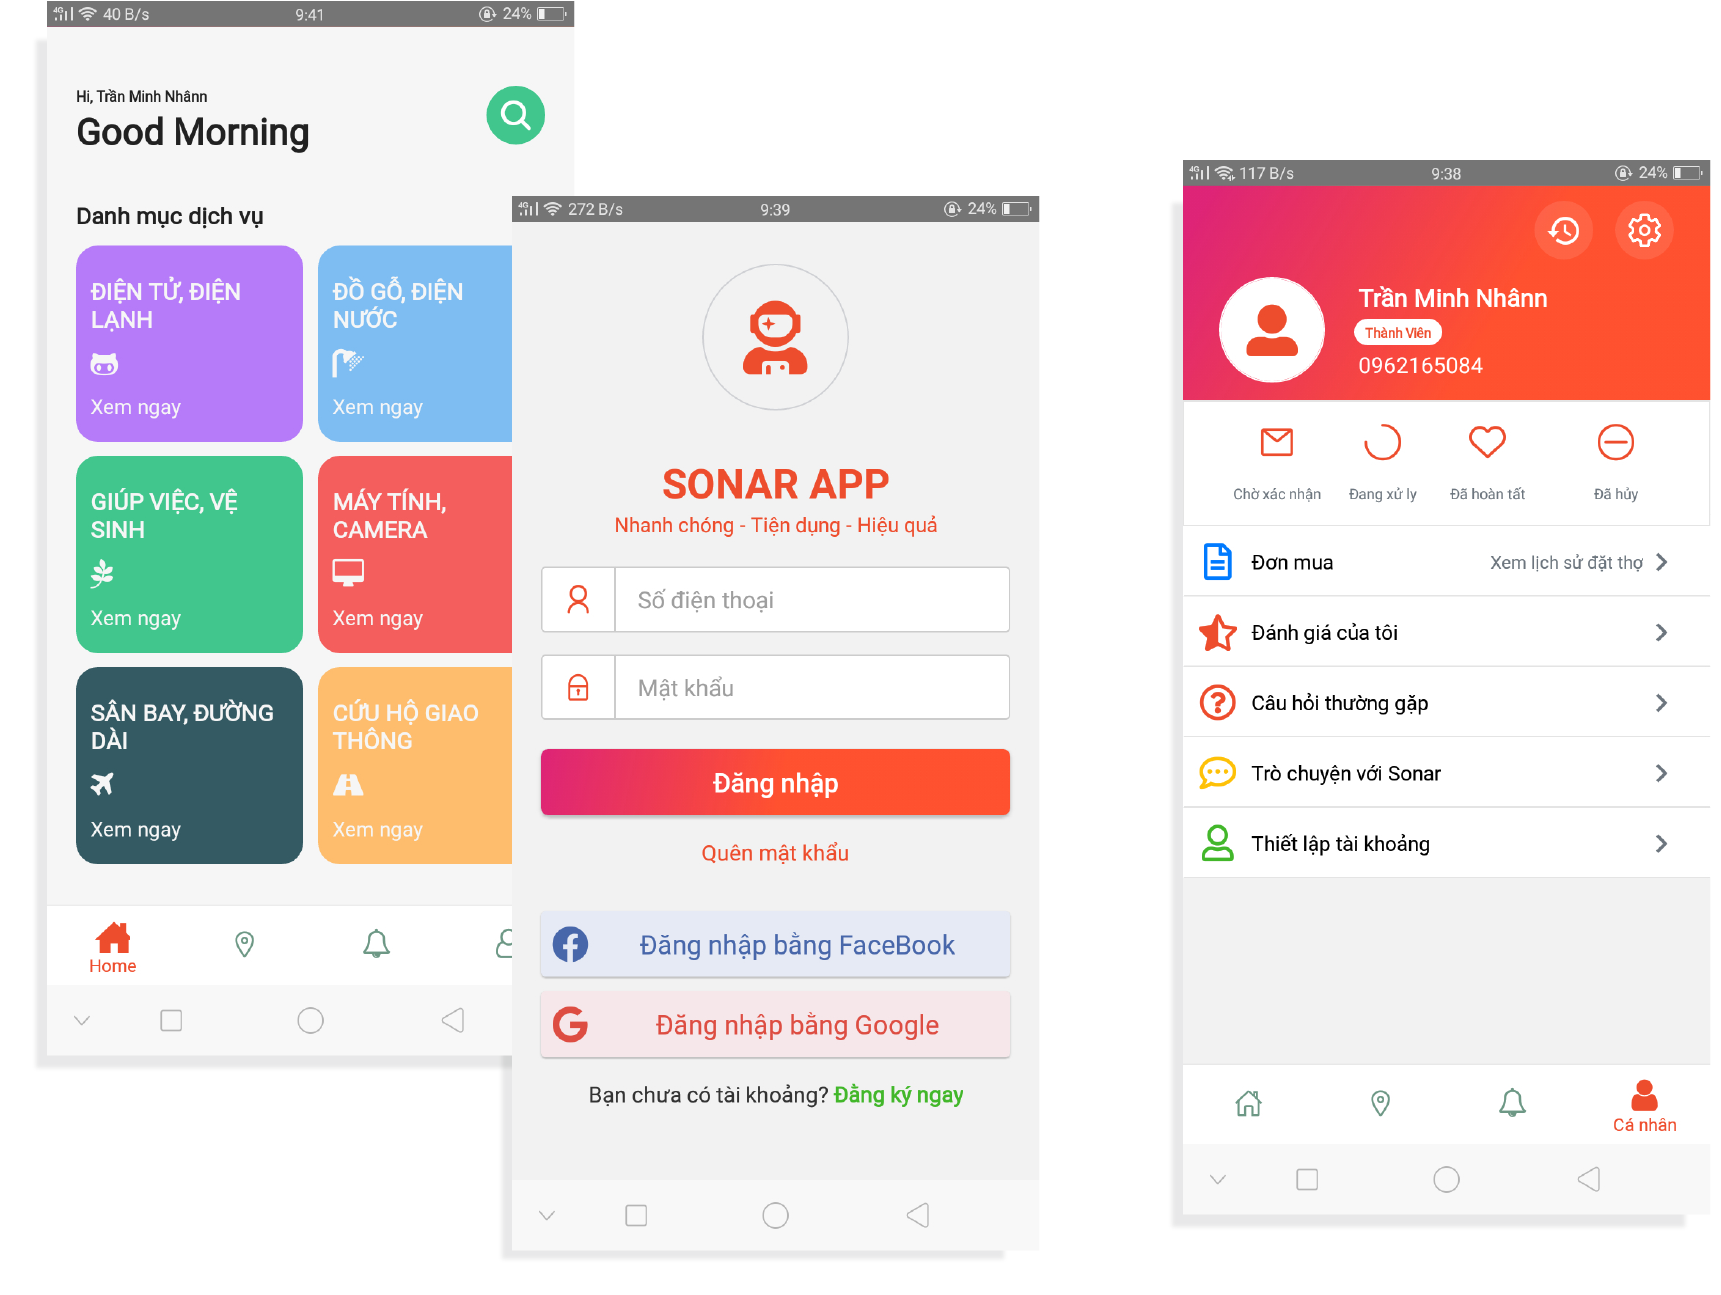 4G 40 B/s 9:41 24%
Hi, Trần Minh Nhânn
Good Morning
Danh mục dịch vụ
ĐIỆN TỬ, ĐIỆN
LẠNH
Xem ngay
ĐỒ GỖ, ĐIỆN
NƯỚC
Xem ngay
GIÚP VIỆC, VỆ
SINH
Xem ngay
MÁY TÍNH,
CAMERA
Xem ngay
SÂN BAY, ĐƯỜNG
DÀI
Xem ngay
CỨU HỘ GIAO
THÔNG
Xem ngay
Home
4G 272 B/s 9:39 24%
SONAR APP
Nhanh chóng - Tiện dụng - Hiệu quả
Số điện thoại
Mật khẩu
Đăng nhập
Quên mật khẩu
Đăng nhập bằng FaceBook
Đăng nhập bằng Google
Bạn chưa có tài khoảng? Đằng ký ngay
4G 117 B/s 9:38 24%
Trần Minh Nhânn
Thành Viên
0962165084
Chờ xác nhận
Đang xử lý
Đã hoàn tất
Đã hủy
Đơn mua Xem lịch sử đặt thợ
Đánh giá của tôi
Câu hỏi thường gặp
Trò chuyện với Sonar
Thiết lập tài khoảng
Cá nhân